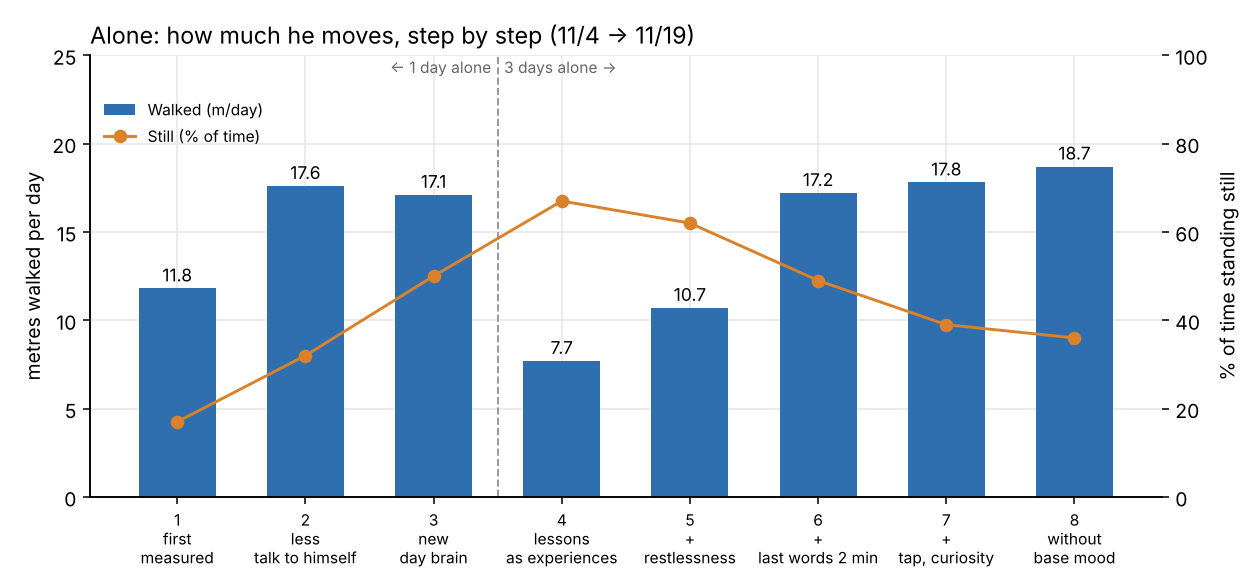 Alone: how much he moves, step by step (11/4 → 11/19)
← 1 day alone
3 days alone →
Walked (m/day)
Still (% of time)
metres walked per day
25
20
15
10
5
0
11.8
17.6
17.1
7.7
10.7
17.2
17.8
18.7
100
80
60
40
20
0
% of time standing still
1
first
measured
2
less
talk to himself
3
new
day brain
4
lessons
as experiences
5
+
restlessness
6
+
last words 2 min
7
+
tap, curiosity
8
without
base mood